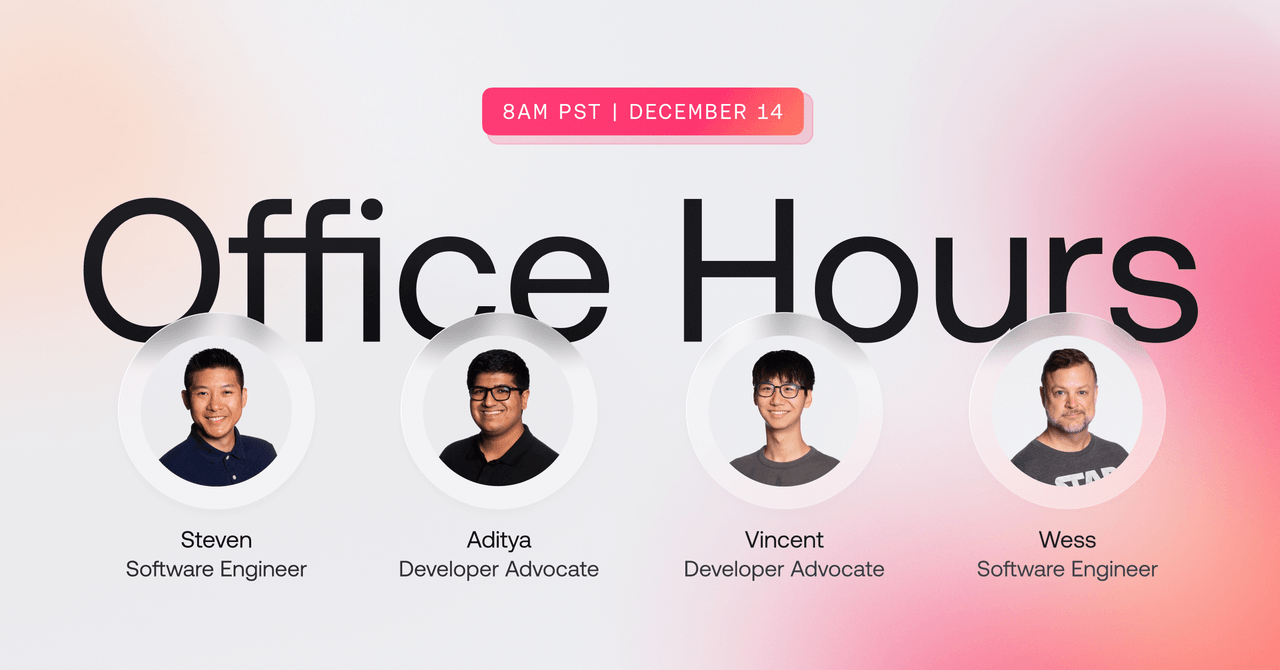 8AM PST | DECEMBER 14
Office Hours
Steven
Software Engineer
Aditya
Developer Advocate
Vincent
Developer Advocate
Wess
Software Engineer